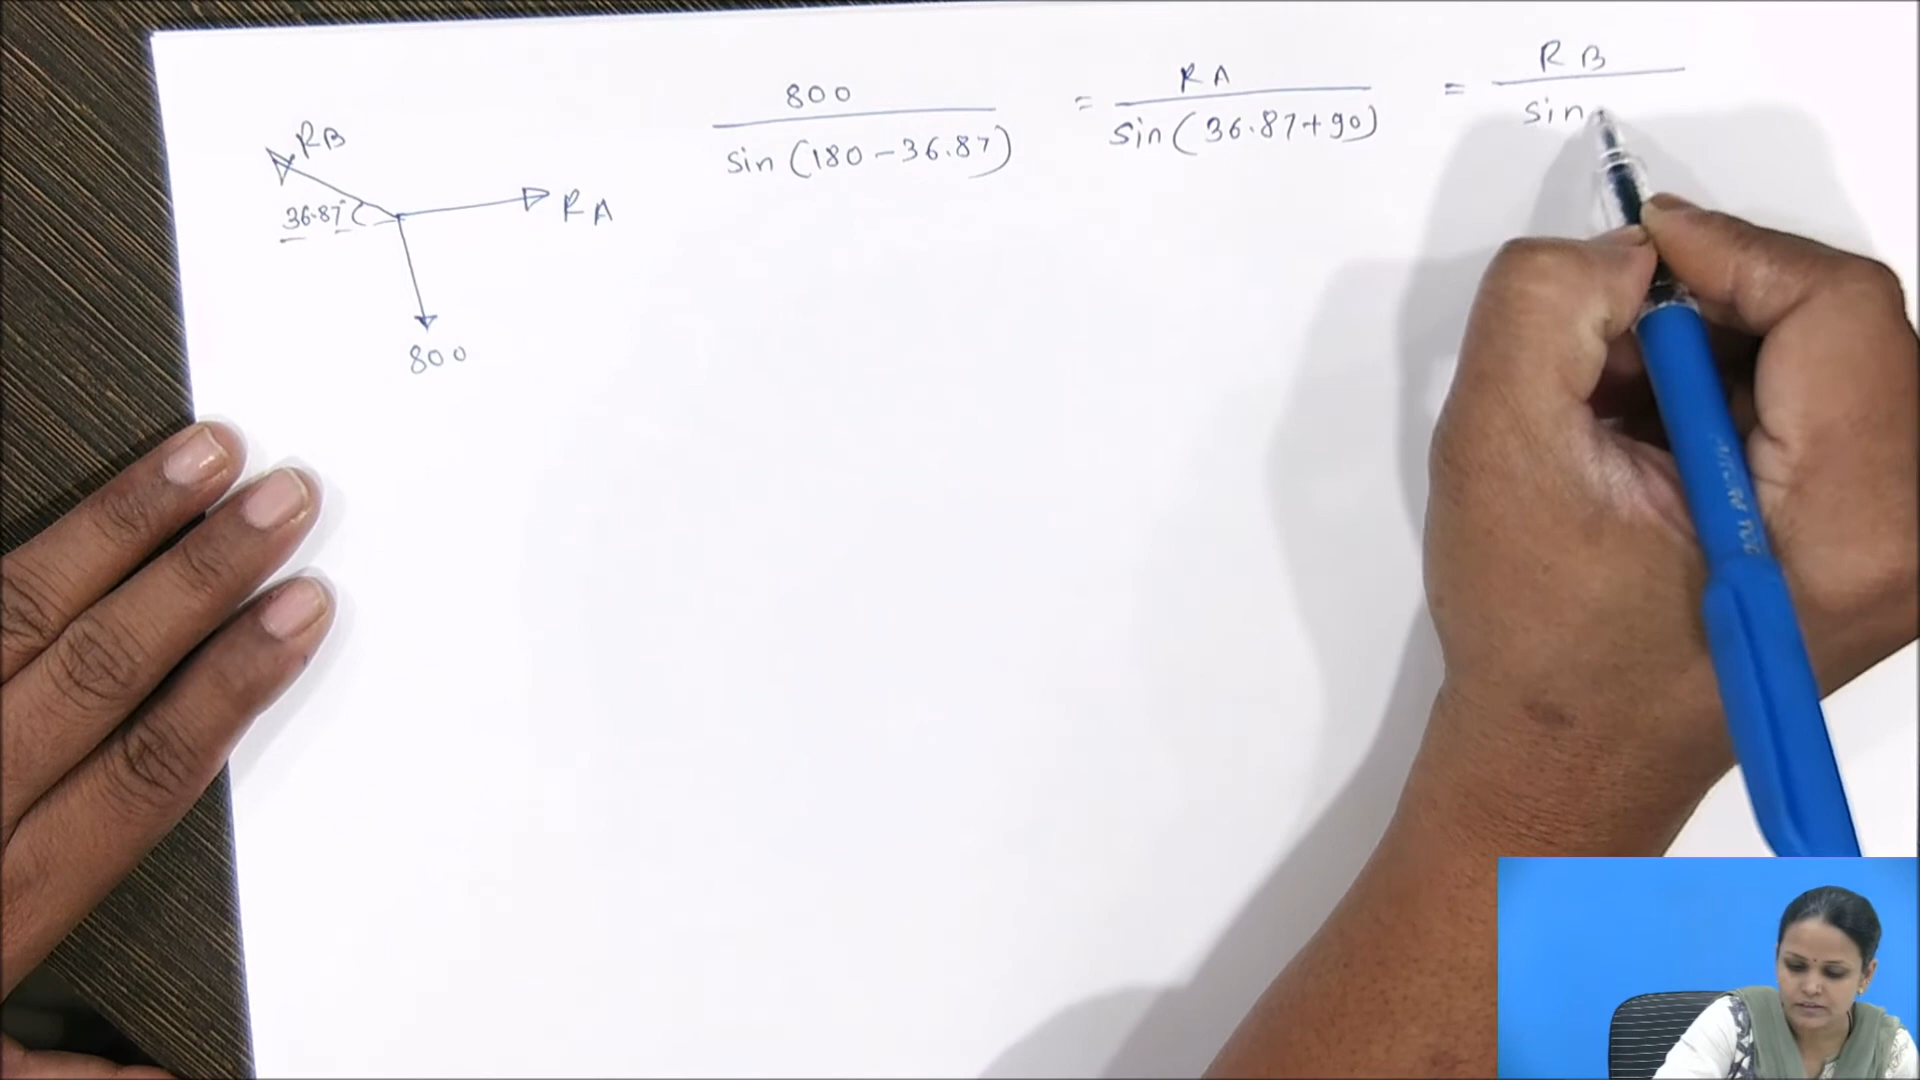 800 / sin (180 - 36.87) = RA / sin (36.87 + 90) = RB / sin
RB
36.87°
RA
800